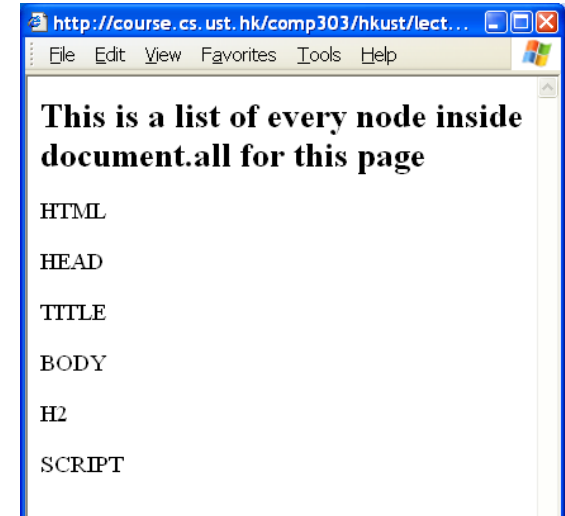 http://course.cs.ust.hk/comp303/hkust/lect...
File Edit View Favorites Tools Help
This is a list of every node inside
document.all for this page
HTML
HEAD
TITLE
BODY
H2
SCRIPT